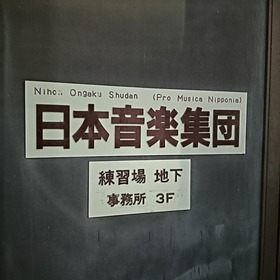 Nihon Ongaku Shudan (Pro Musica Nipponia)
日本音楽集団
練習場 地下
事務所 3F